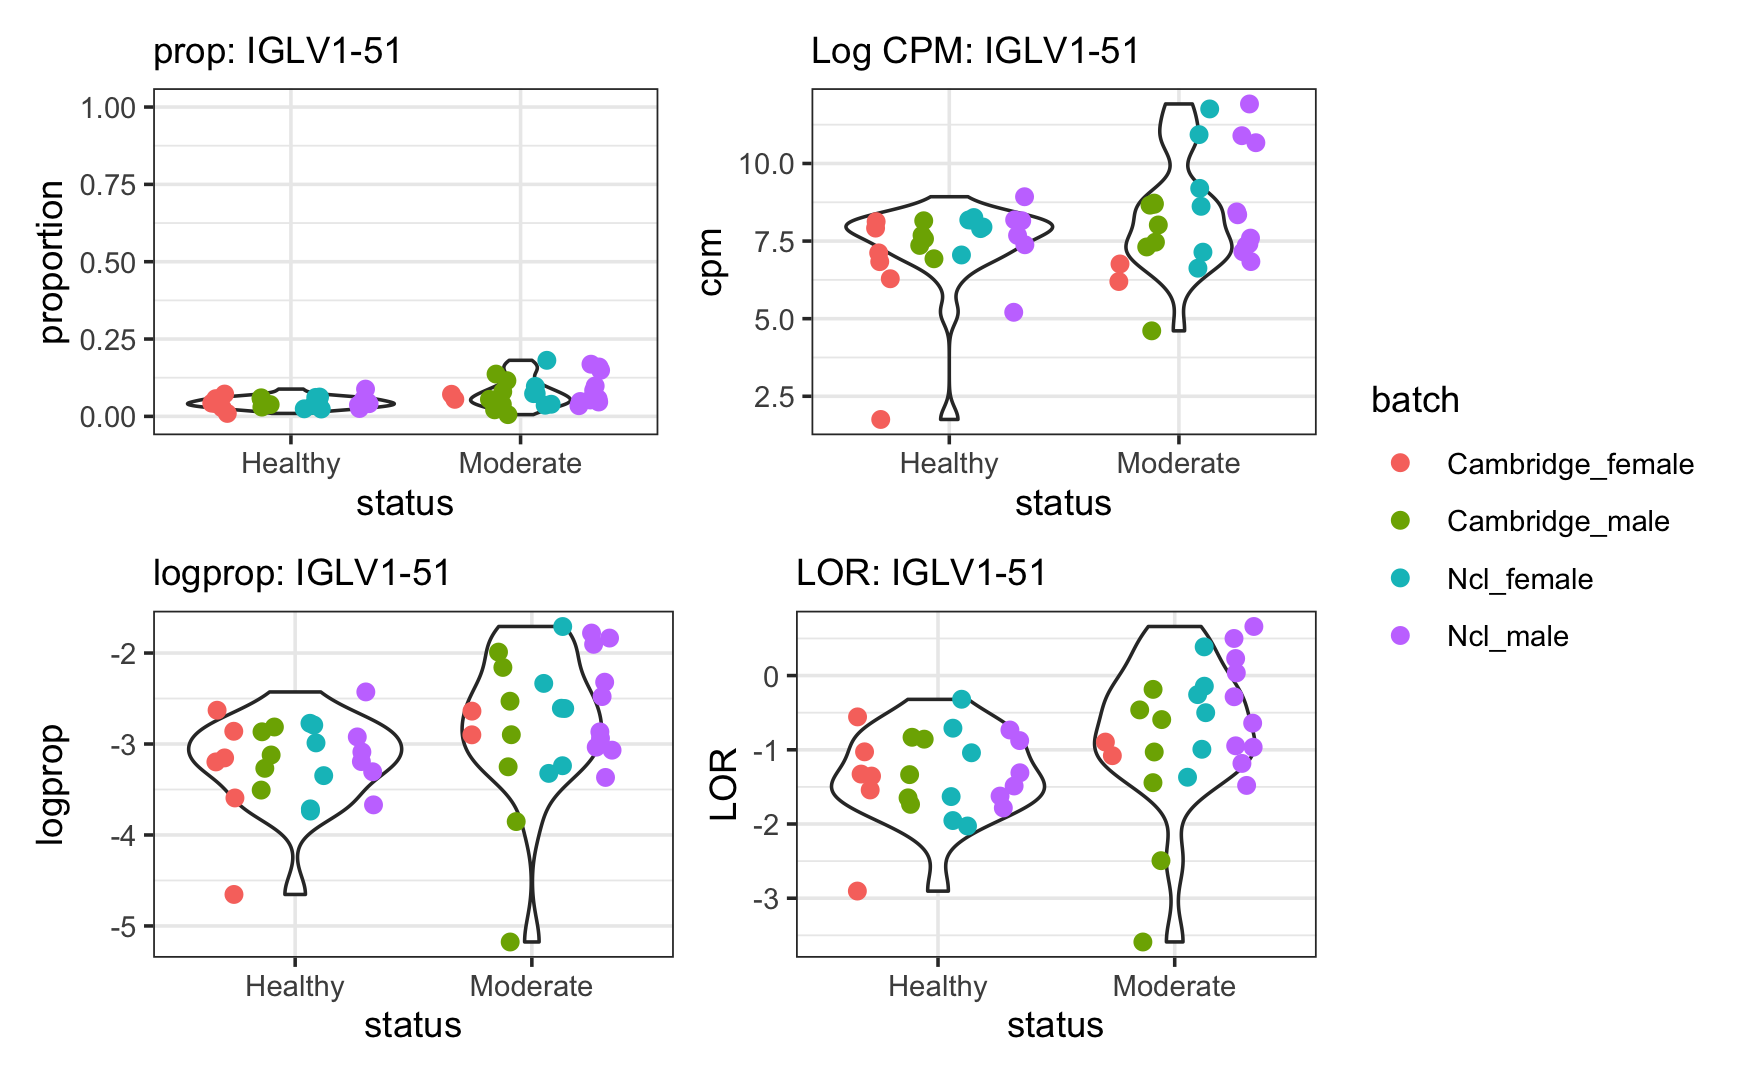 prop: IGLV1-51
1.00
0.75
0.50
0.25
0.00
proportion
Healthy Moderate
status
Log CPM: IGLV1-51
10.0
7.5
5.0
2.5
cpm
Healthy Moderate
status
logprop: IGLV1-51
-2
-3
-4
-5
logprop
Healthy Moderate
status
LOR: IGLV1-51
0
-1
-2
-3
LOR
Healthy Moderate
status
batch
Cambridge_female
Cambridge_male
Ncl_female
Ncl_male